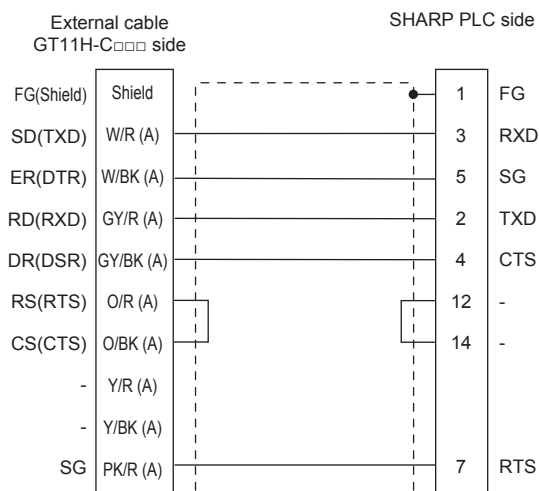 External cable
GT11H-C□□□ side
SHARP PLC side
FG(Shield) Shield 1 FG
SD(TXD) W/R (A) 3 RXD
ER(DTR) W/BK (A) 5 SG
RD(RXD) GY/R (A) 2 TXD
DR(DSR) GY/BK (A) 4 CTS
RS(RTS) O/R (A) 12 -
CS(CTS) O/BK (A) 14 -
- Y/R (A)
- Y/BK (A)
SG PK/R (A) 7 RTS